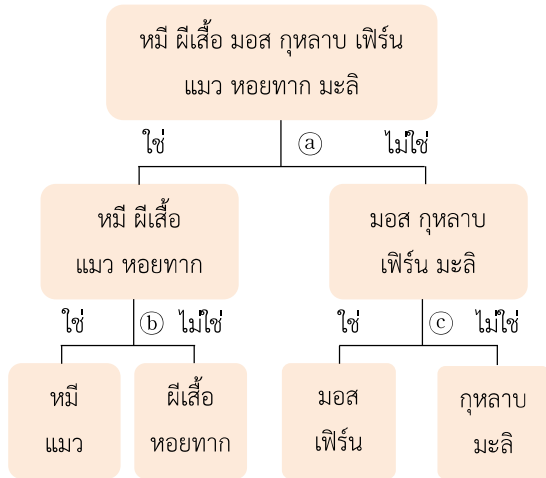 หมี ผีเสื้อ มอส กุหลาบ เฟิร์น
แมว หอยทาก มะลิ
ใช่ ⓐ ไม่ใช่
หมี ผีเสื้อ
แมว หอยทาก
มอส กุหลาบ
เฟิร์น มะลิ
ใช่ ⓑ ไม่ใช่
ใช่ ⓒ ไม่ใช่
หมี
แมว
ผีเสื้อ
หอยทาก
มอส
เฟิร์น
กุหลาบ
มะลิ